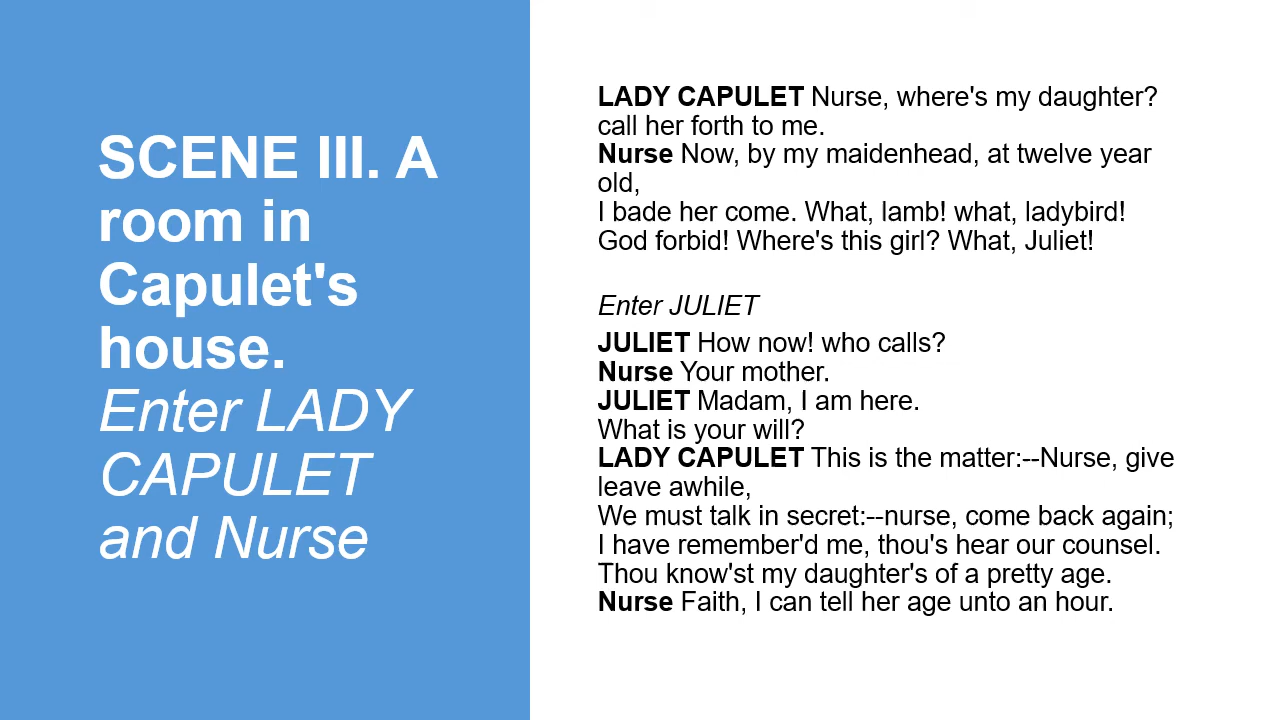 SCENE III. A
room in
Capulet's
house.
Enter LADY
CAPULET
and Nurse
LADY CAPULET Nurse, where's my daughter?
call her forth to me.
Nurse Now, by my maidenhead, at twelve year
old,
I bade her come. What, lamb! what, ladybird!
God forbid! Where's this girl? What, Juliet!
Enter JULIET
JULIET How now! who calls?
Nurse Your mother.
JULIET Madam, I am here.
What is your will?
LADY CAPULET This is the matter:--Nurse, give
leave awhile,
We must talk in secret:--nurse, come back again;
I have remember'd me, thou's hear our counsel.
Thou know'st my daughter's of a pretty age.
Nurse Faith, I can tell her age unto an hour.